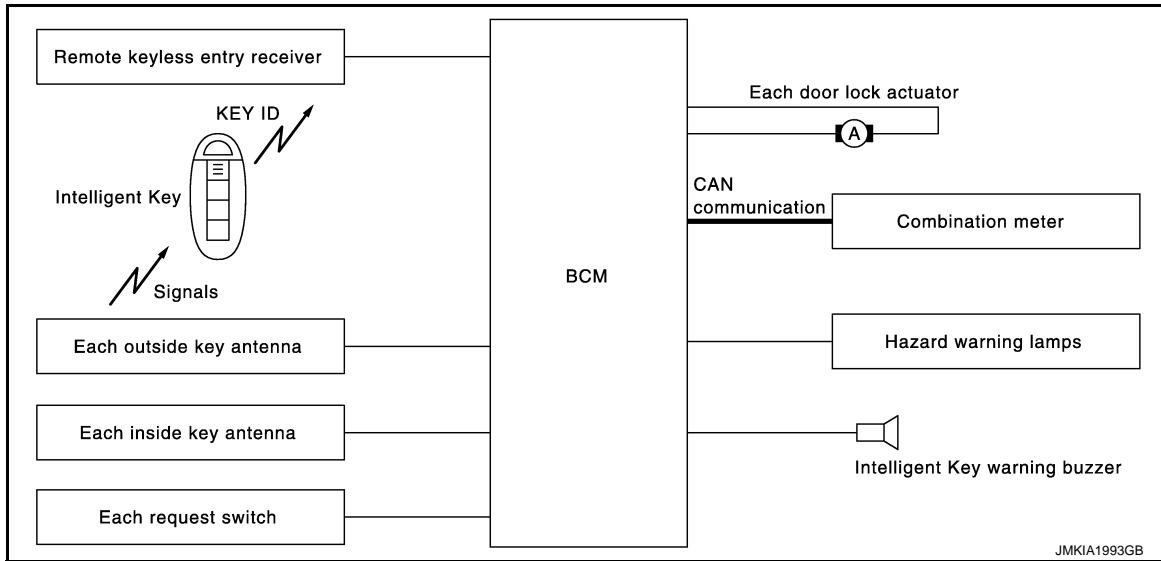 Remote keyless entry receiver
KEY ID
Intelligent Key
Signals
Each outside key antenna
Each inside key antenna
Each request switch
BCM
Each door lock actuator
A
CAN
communication
Combination meter
Hazard warning lamps
Intelligent Key warning buzzer
JMKIA1993GB